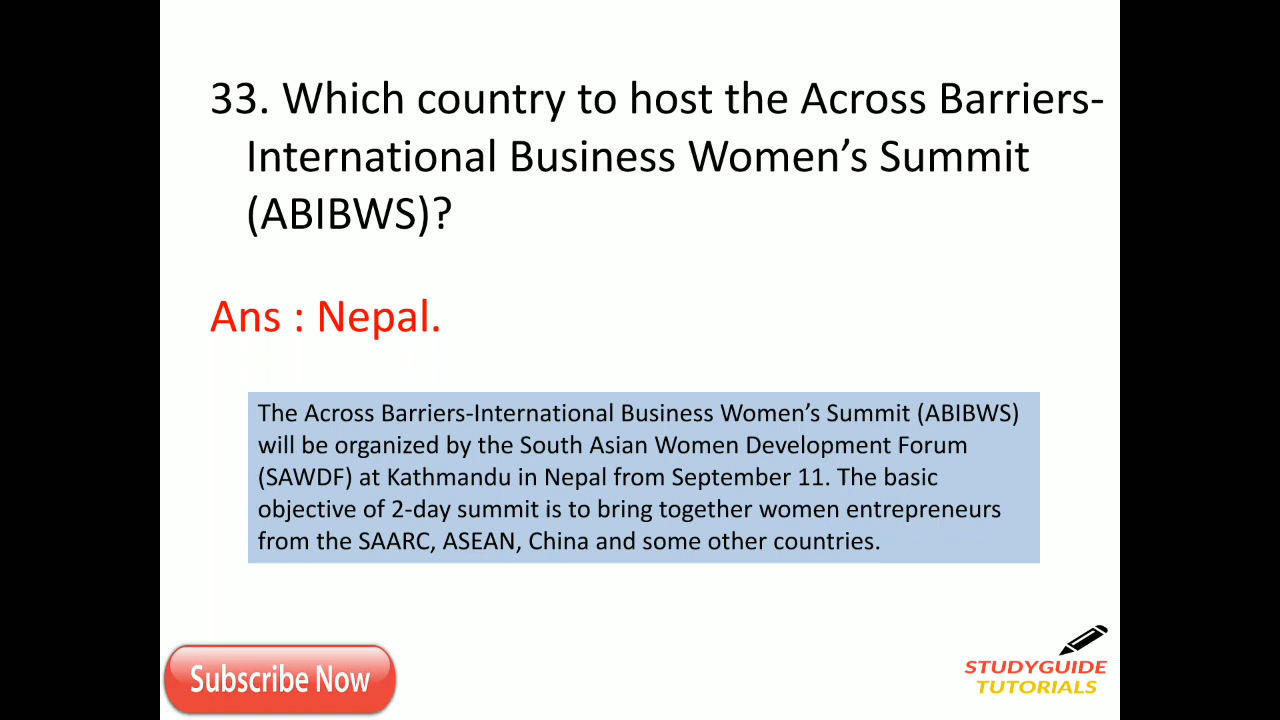 33. Which country to host the Across Barriers-
International Business Women’s Summit
(ABIBWS)?
Ans : Nepal.
The Across Barriers-International Business Women’s Summit (ABIBWS)
will be organized by the South Asian Women Development Forum
(SAWDF) at Kathmandu in Nepal from September 11. The basic
objective of 2-day summit is to bring together women entrepreneurs
from the SAARC, ASEAN, China and some other countries.
Subscribe Now
STUDYGUIDE
TUTORIALS